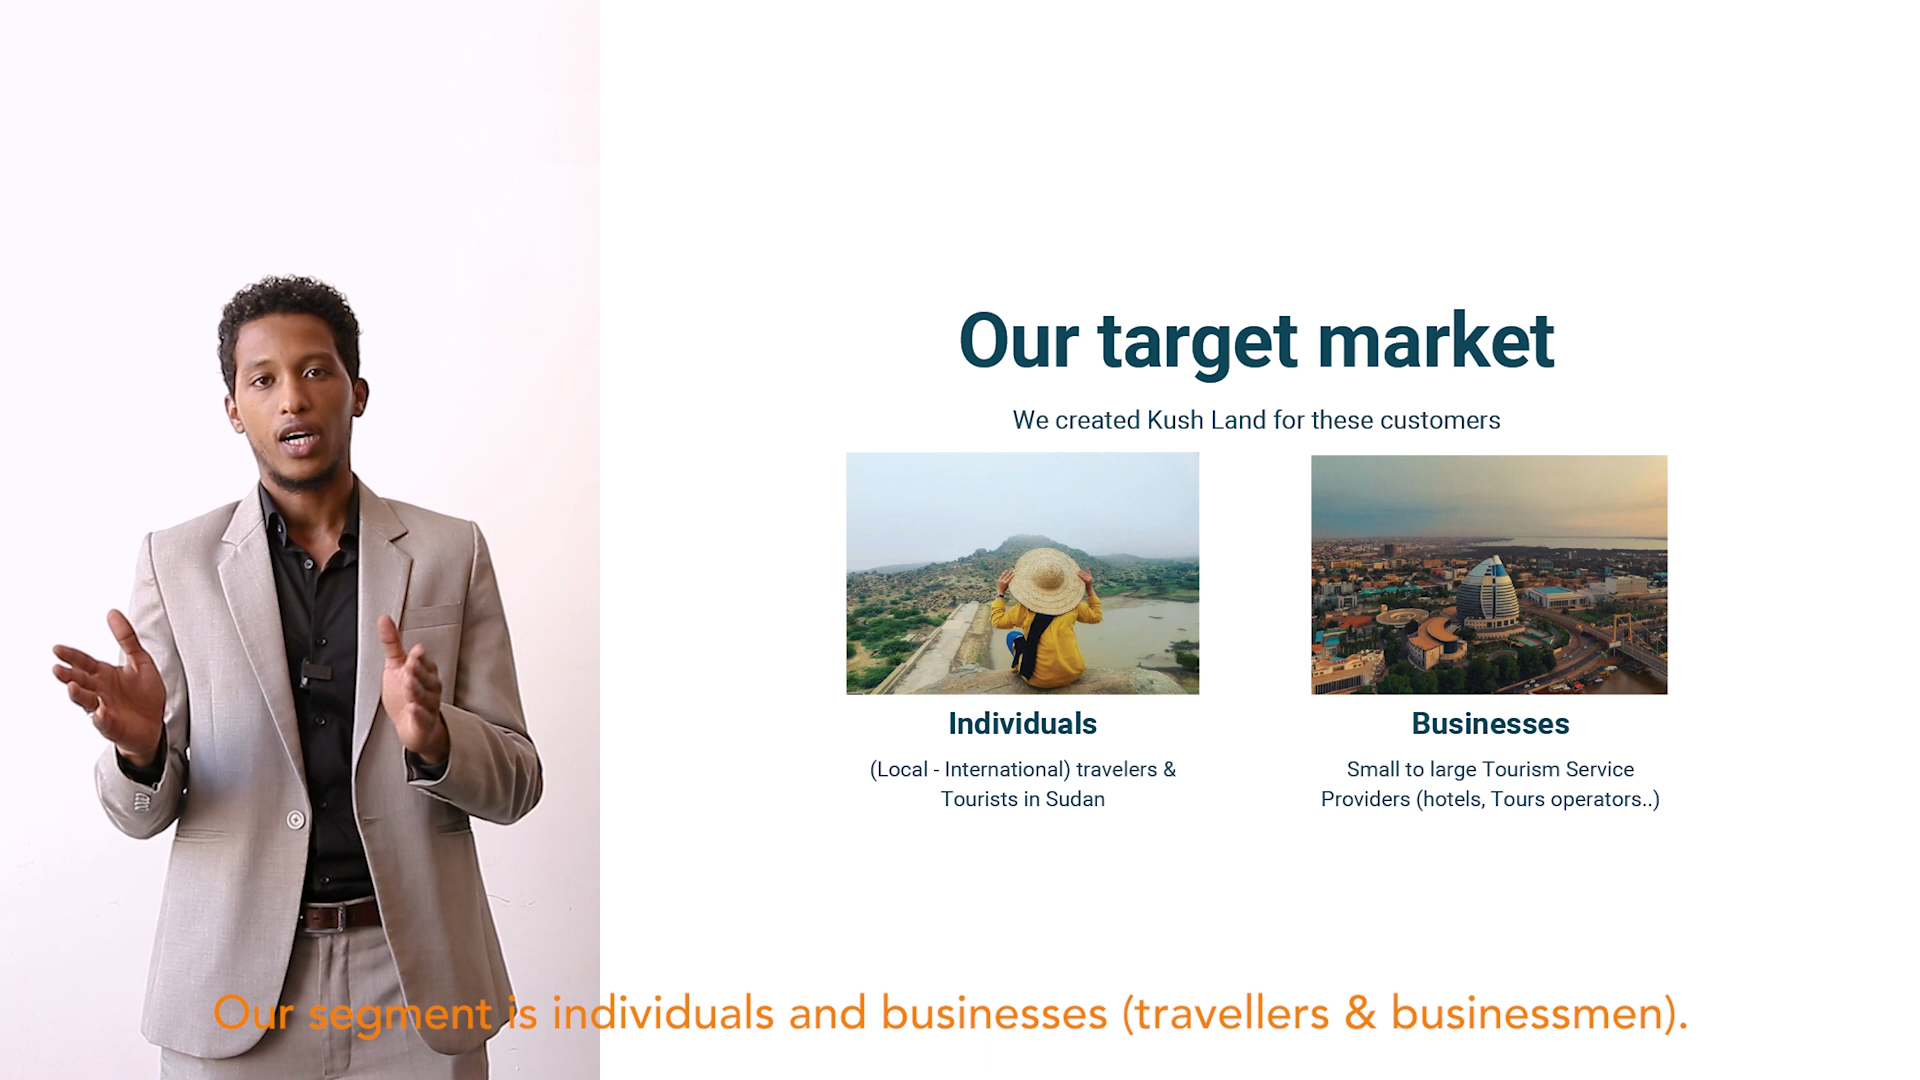 Our target market
We created Kush Land for these customers
Individuals
(Local - International) travelers &
Tourists in Sudan
Businesses
Small to large Tourism Service
Providers (hotels, Tours operators..)
Our segment is individuals and businesses (travellers & businessmen).